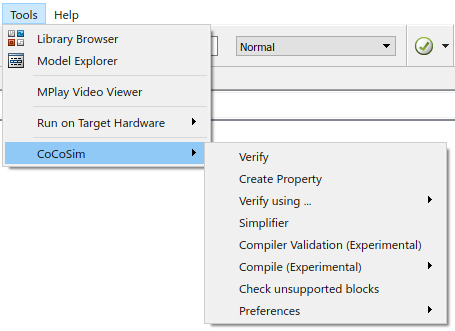 Tools Help
Library Browser
Normal
Model Explorer
MPlay Video Viewer
Run on Target Hardware
CoCoSim
Verify
Create Property
Verify using ...
Simplifier
Compiler Validation (Experimental)
Compile (Experimental)
Check unsupported blocks
Preferences